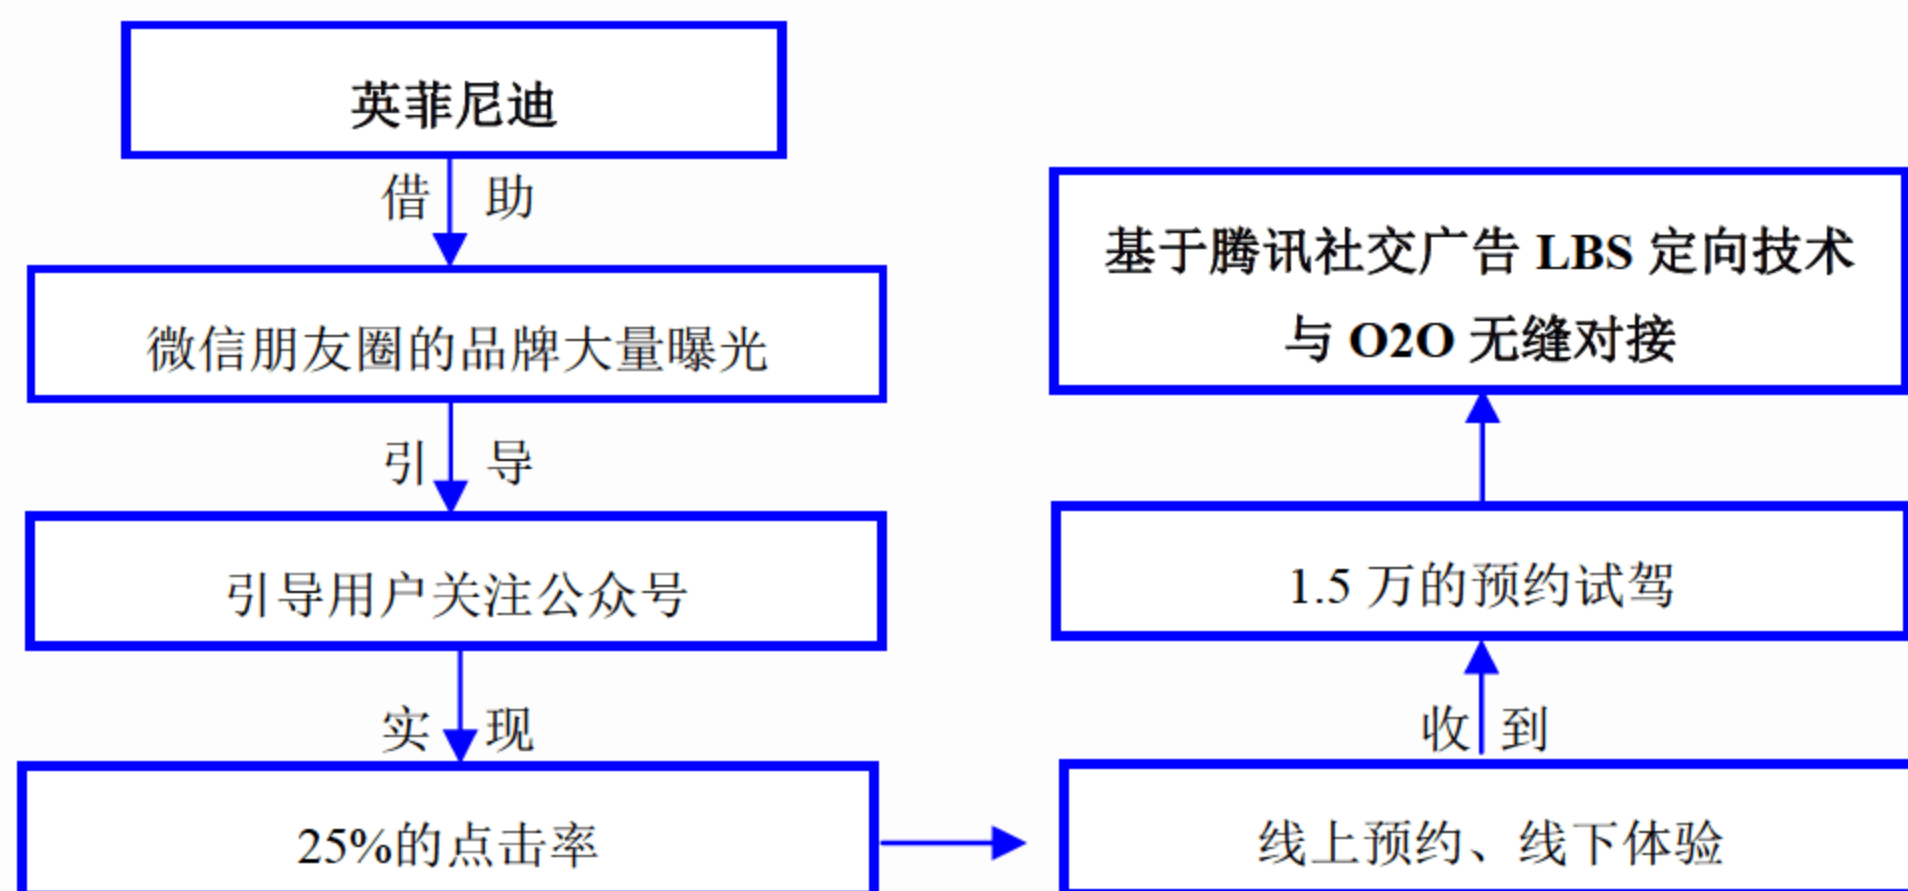 英菲尼迪
借 助
微信朋友圈的品牌大量曝光
引 导
引导用户关注公众号
实 现
25%的点击率
线上预约、线下体验
收 到
1.5 万的预约试驾
基于腾讯社交广告 LBS 定向技术
与 O2O 无缝对接